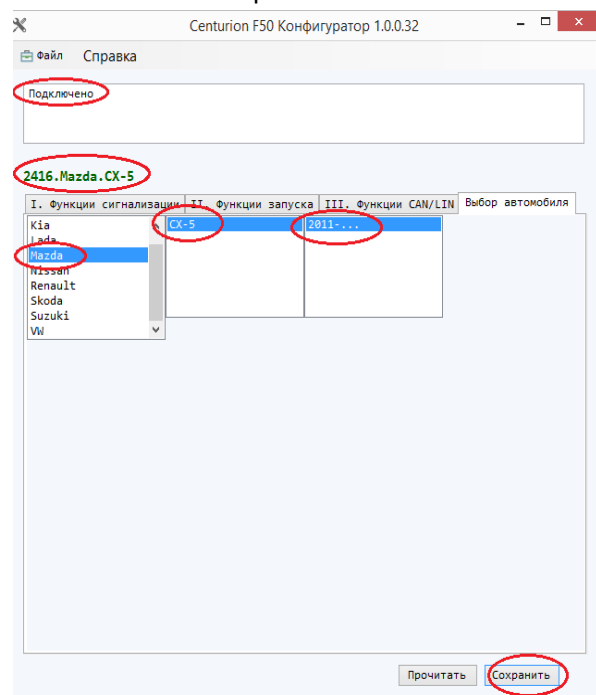 Centurion F50 Конфигуратор 1.0.0.32
Файл Справка
Подключено
2416.Mazda.CX-5
I. Функции сигнализации II. Функции запуска III. Функции CAN/LIN Выбор автомобиля
Kia CX-5 2011-...
Lada
Mazda
Nissan
Renault
Skoda
Suzuki
VW
Прочитать Сохранить